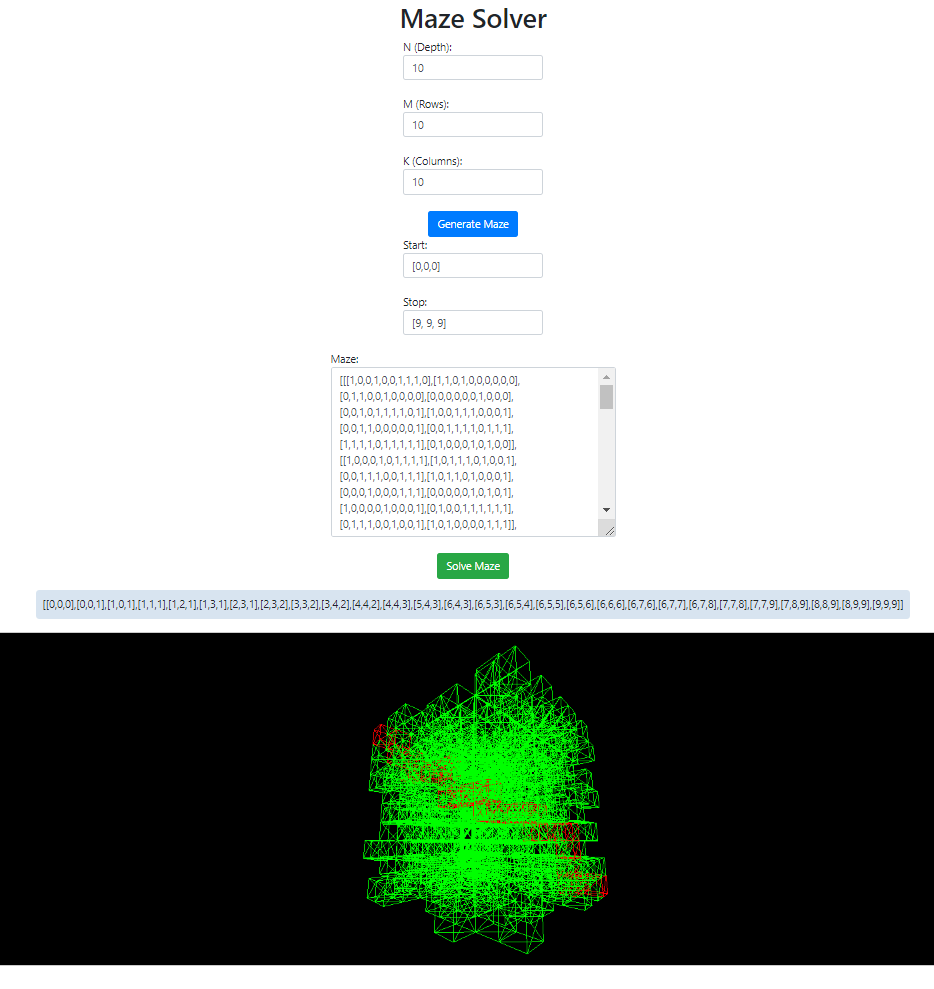 Maze Solver
N (Depth):
10
M (Rows):
10
K (Columns):
10
Generate Maze
Start:
[0,0,0]
Stop:
[9, 9, 9]
Maze:
[[[1,0,0,1,0,0,1,1,1,0],[1,1,0,1,0,0,0,0,0,0],
[0,1,1,0,0,1,0,0,0,0],[0,0,0,0,0,0,1,0,0,0],
[0,0,1,0,1,1,1,1,0,1],[1,0,0,1,1,1,0,0,0,1],
[0,0,1,1,0,0,0,0,0,1],[0,0,1,1,1,1,0,1,1,1],
[1,1,1,1,0,1,1,1,1,1],[0,1,0,0,0,1,0,1,0,0]],
[[1,0,0,0,1,0,1,1,1,1],[1,0,1,1,1,0,1,0,0,1],
[0,0,1,1,1,0,0,1,1,1],[1,0,1,1,0,1,0,0,0,1],
[0,0,0,1,0,0,0,1,1,1],[0,0,0,0,0,1,0,1,0,1],
[1,0,0,0,0,1,0,0,0,1],[0,1,0,0,1,1,1,1,1,1],
[0,1,1,1,0,0,1,0,0,1],[1,0,1,0,0,0,0,1,1,1]],
Solve Maze
[[0,0,0],[0,0,1],[1,0,1],[1,1,1],[1,2,1],[1,3,1],[2,3,1],[2,3,2],[3,3,2],[3,4,2],[4,4,2],[4,4,3],[5,4,3],[6,4,3],[6,5,3],[6,5,4],[6,5,5],[6,5,6],[6,6,6],[6,7,6],[6,7,7],[6,7,8],[7,7,8],[7,7,9],[7,8,9],[8,8,9],[8,9,9],[9,9,9]]